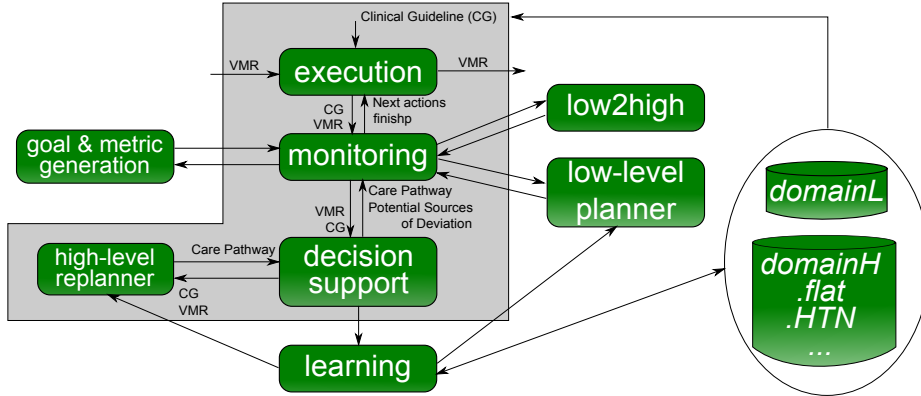 Clinical Guideline (CG)
VMR
execution
VMR
CG
VMR
Next actions
finishp
low2high
goal & metric
generation
monitoring
low-level
planner
domainL
Care Pathway
Potential Sources
of Deviation
VMR
CG
high-level
replanner
Care Pathway
decision
support
domainH
.flat
.HTN
...
CG
VMR
learning